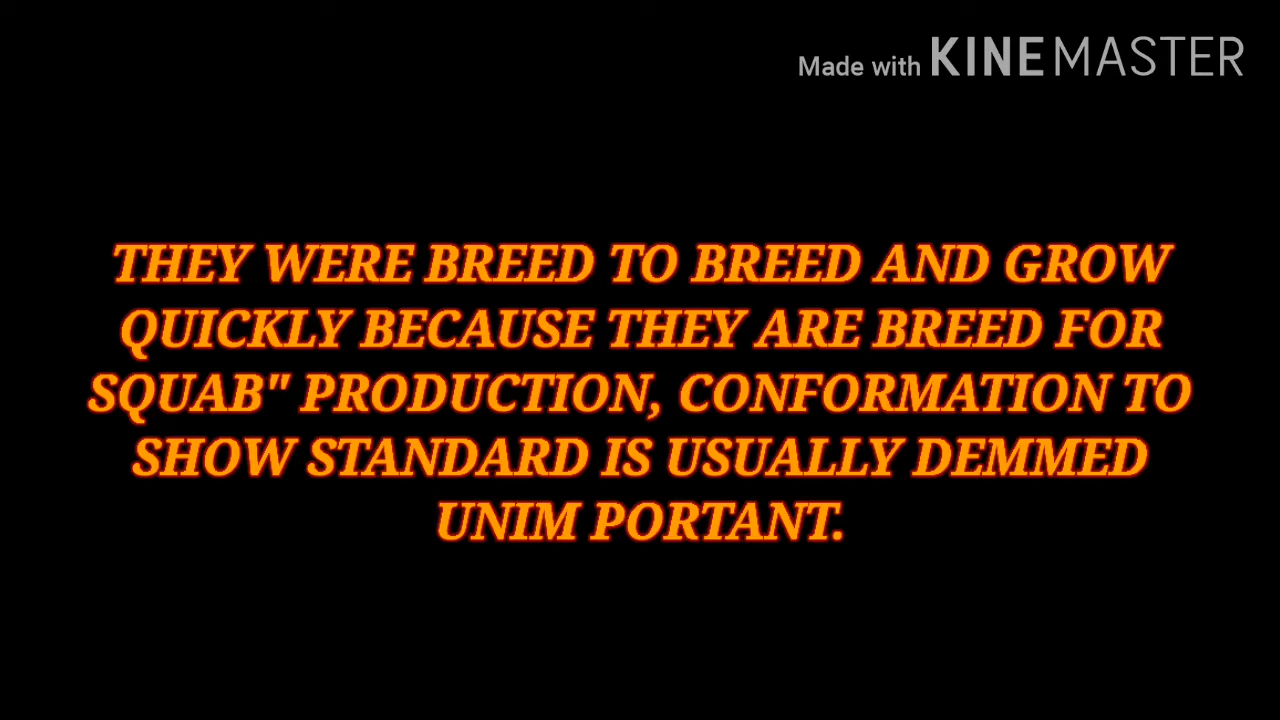 Made with KINEMASTER
THEY WERE BREED TO BREED AND GROW
QUICKLY BECAUSE THEY ARE BREED FOR
SQUAB" PRODUCTION, CONFORMATION TO
SHOW STANDARD IS USUALLY DEMMED
UNIM PORTANT.